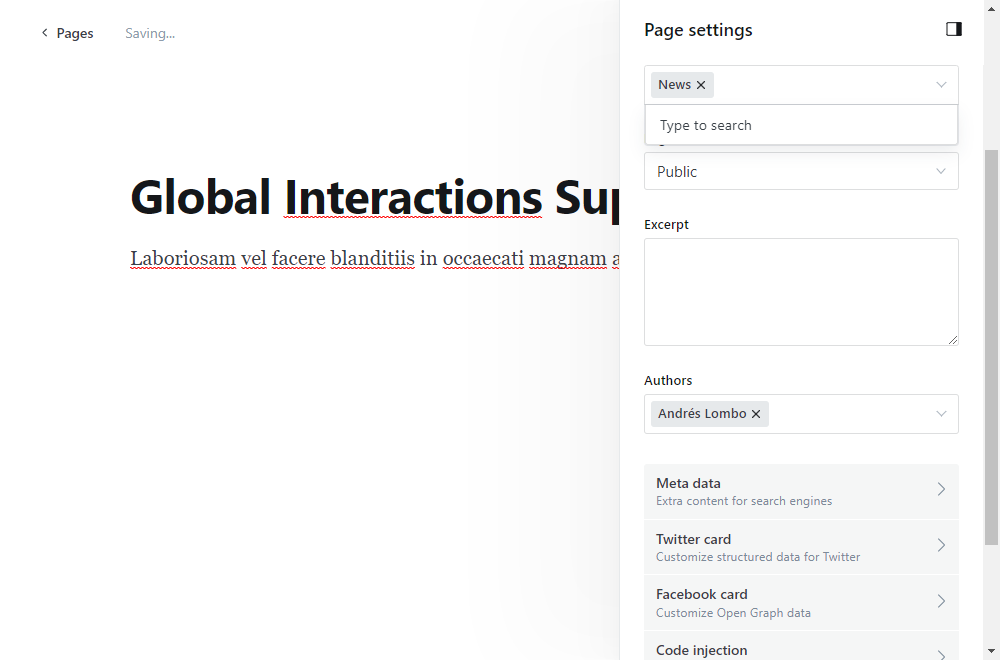 Pages
Saving...
Page settings
News
Type to search
Public
Global Interactions Sup
Laboriosam vel facere blanditiis in occaecati magnam a
Excerpt
Authors
Andrés Lombo
Meta data
Extra content for search engines
Twitter card
Customize structured data for Twitter
Facebook card
Customize Open Graph data
Code injection